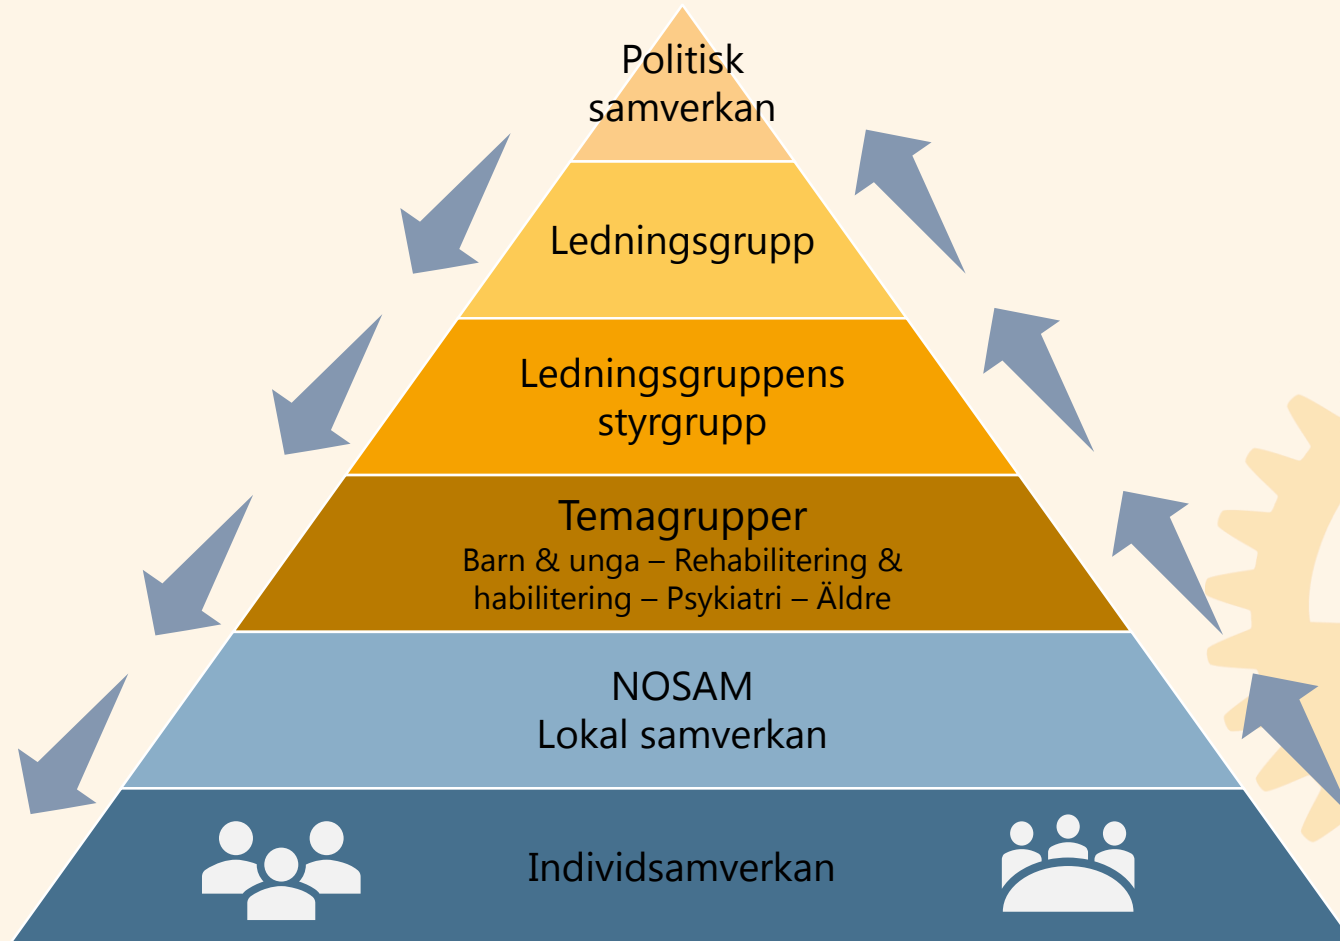 Politisk
samverkan
Ledningsgrupp
Ledningsgruppens
styrgrupp
Temagrupper
Barn & unga – Rehabilitering &
habilitering – Psykiatri – Äldre
NOSAM
Lokal samverkan
Individsamverkan